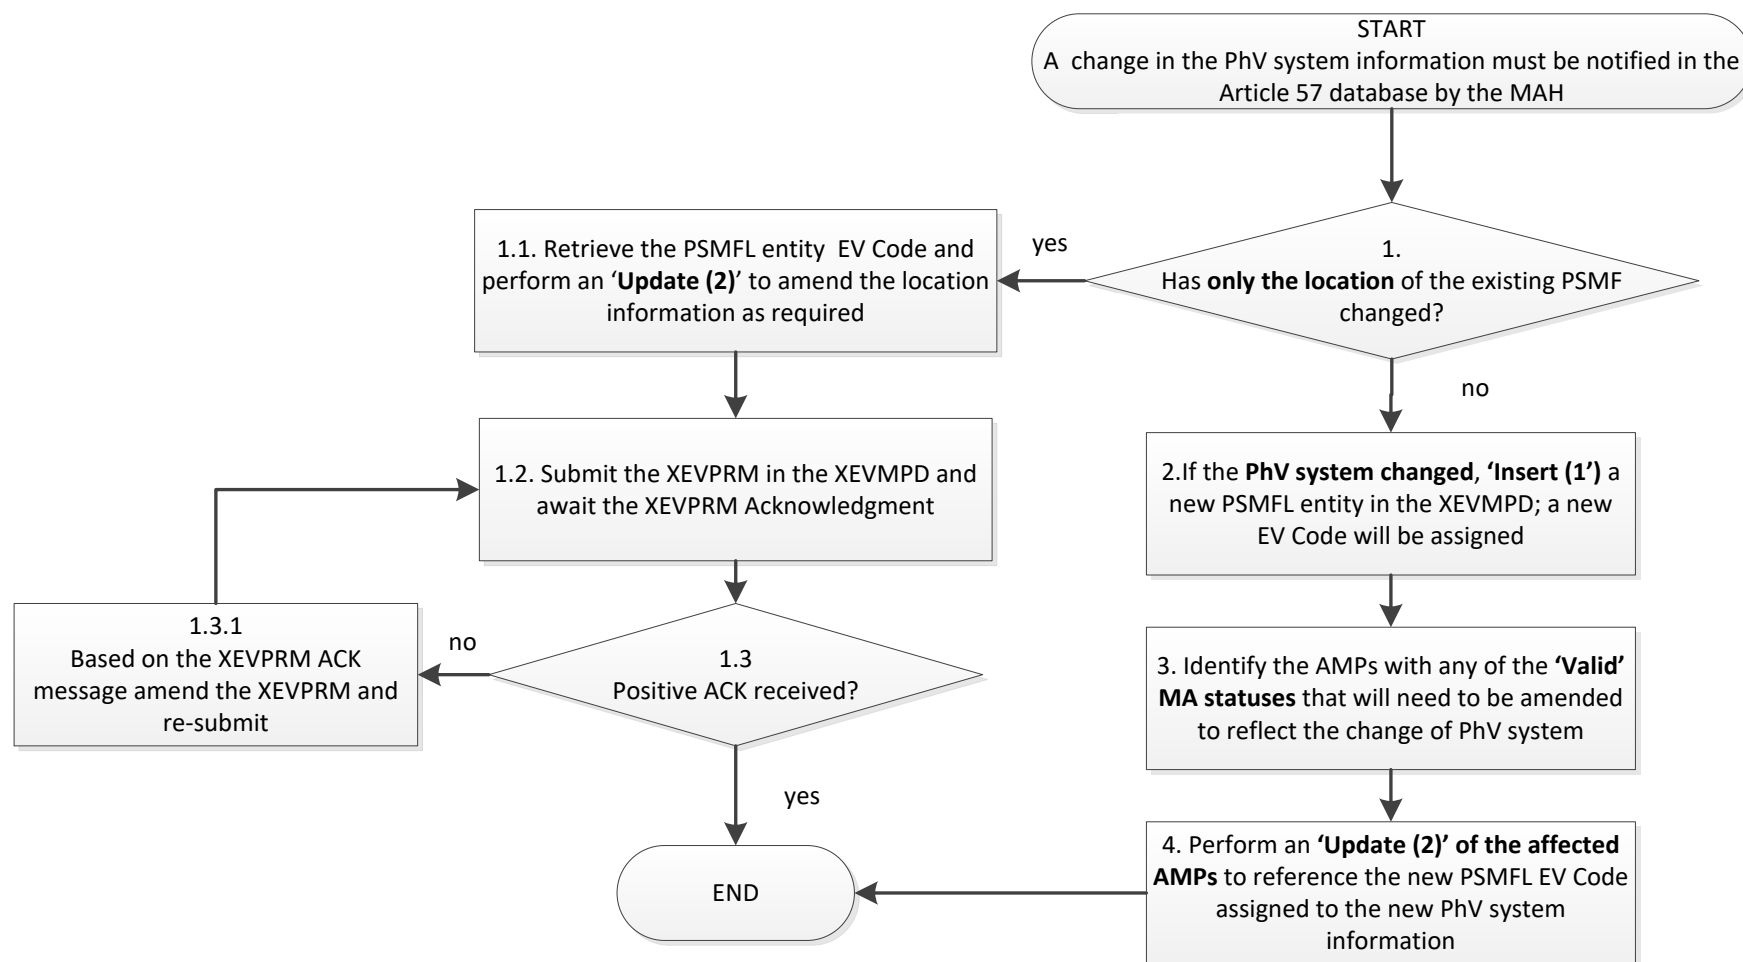 START
A change in the PhV system information must be notified in the
Article 57 database by the MAH
1.
Has only the location of the existing PSMF
changed?
yes
1.1. Retrieve the PSMFL entity EV Code and
perform an ‘Update (2)’ to amend the location
information as required
no
1.2. Submit the XEVPRM in the XEVMPD and
await the XEVPRM Acknowledgment
2.If the PhV system changed, ‘Insert (1’) a
new PSMFL entity in the XEVMPD; a new
EV Code will be assigned
1.3.1
Based on the XEVPRM ACK
message amend the XEVPRM and
re-submit
no
1.3
Positive ACK received?
3. Identify the AMPs with any of the ‘Valid’
MA statuses that will need to be amended
to reflect the change of PhV system
yes
END
4. Perform an ‘Update (2)’ of the affected
AMPs to reference the new PSMFL EV Code
assigned to the new PhV system
information